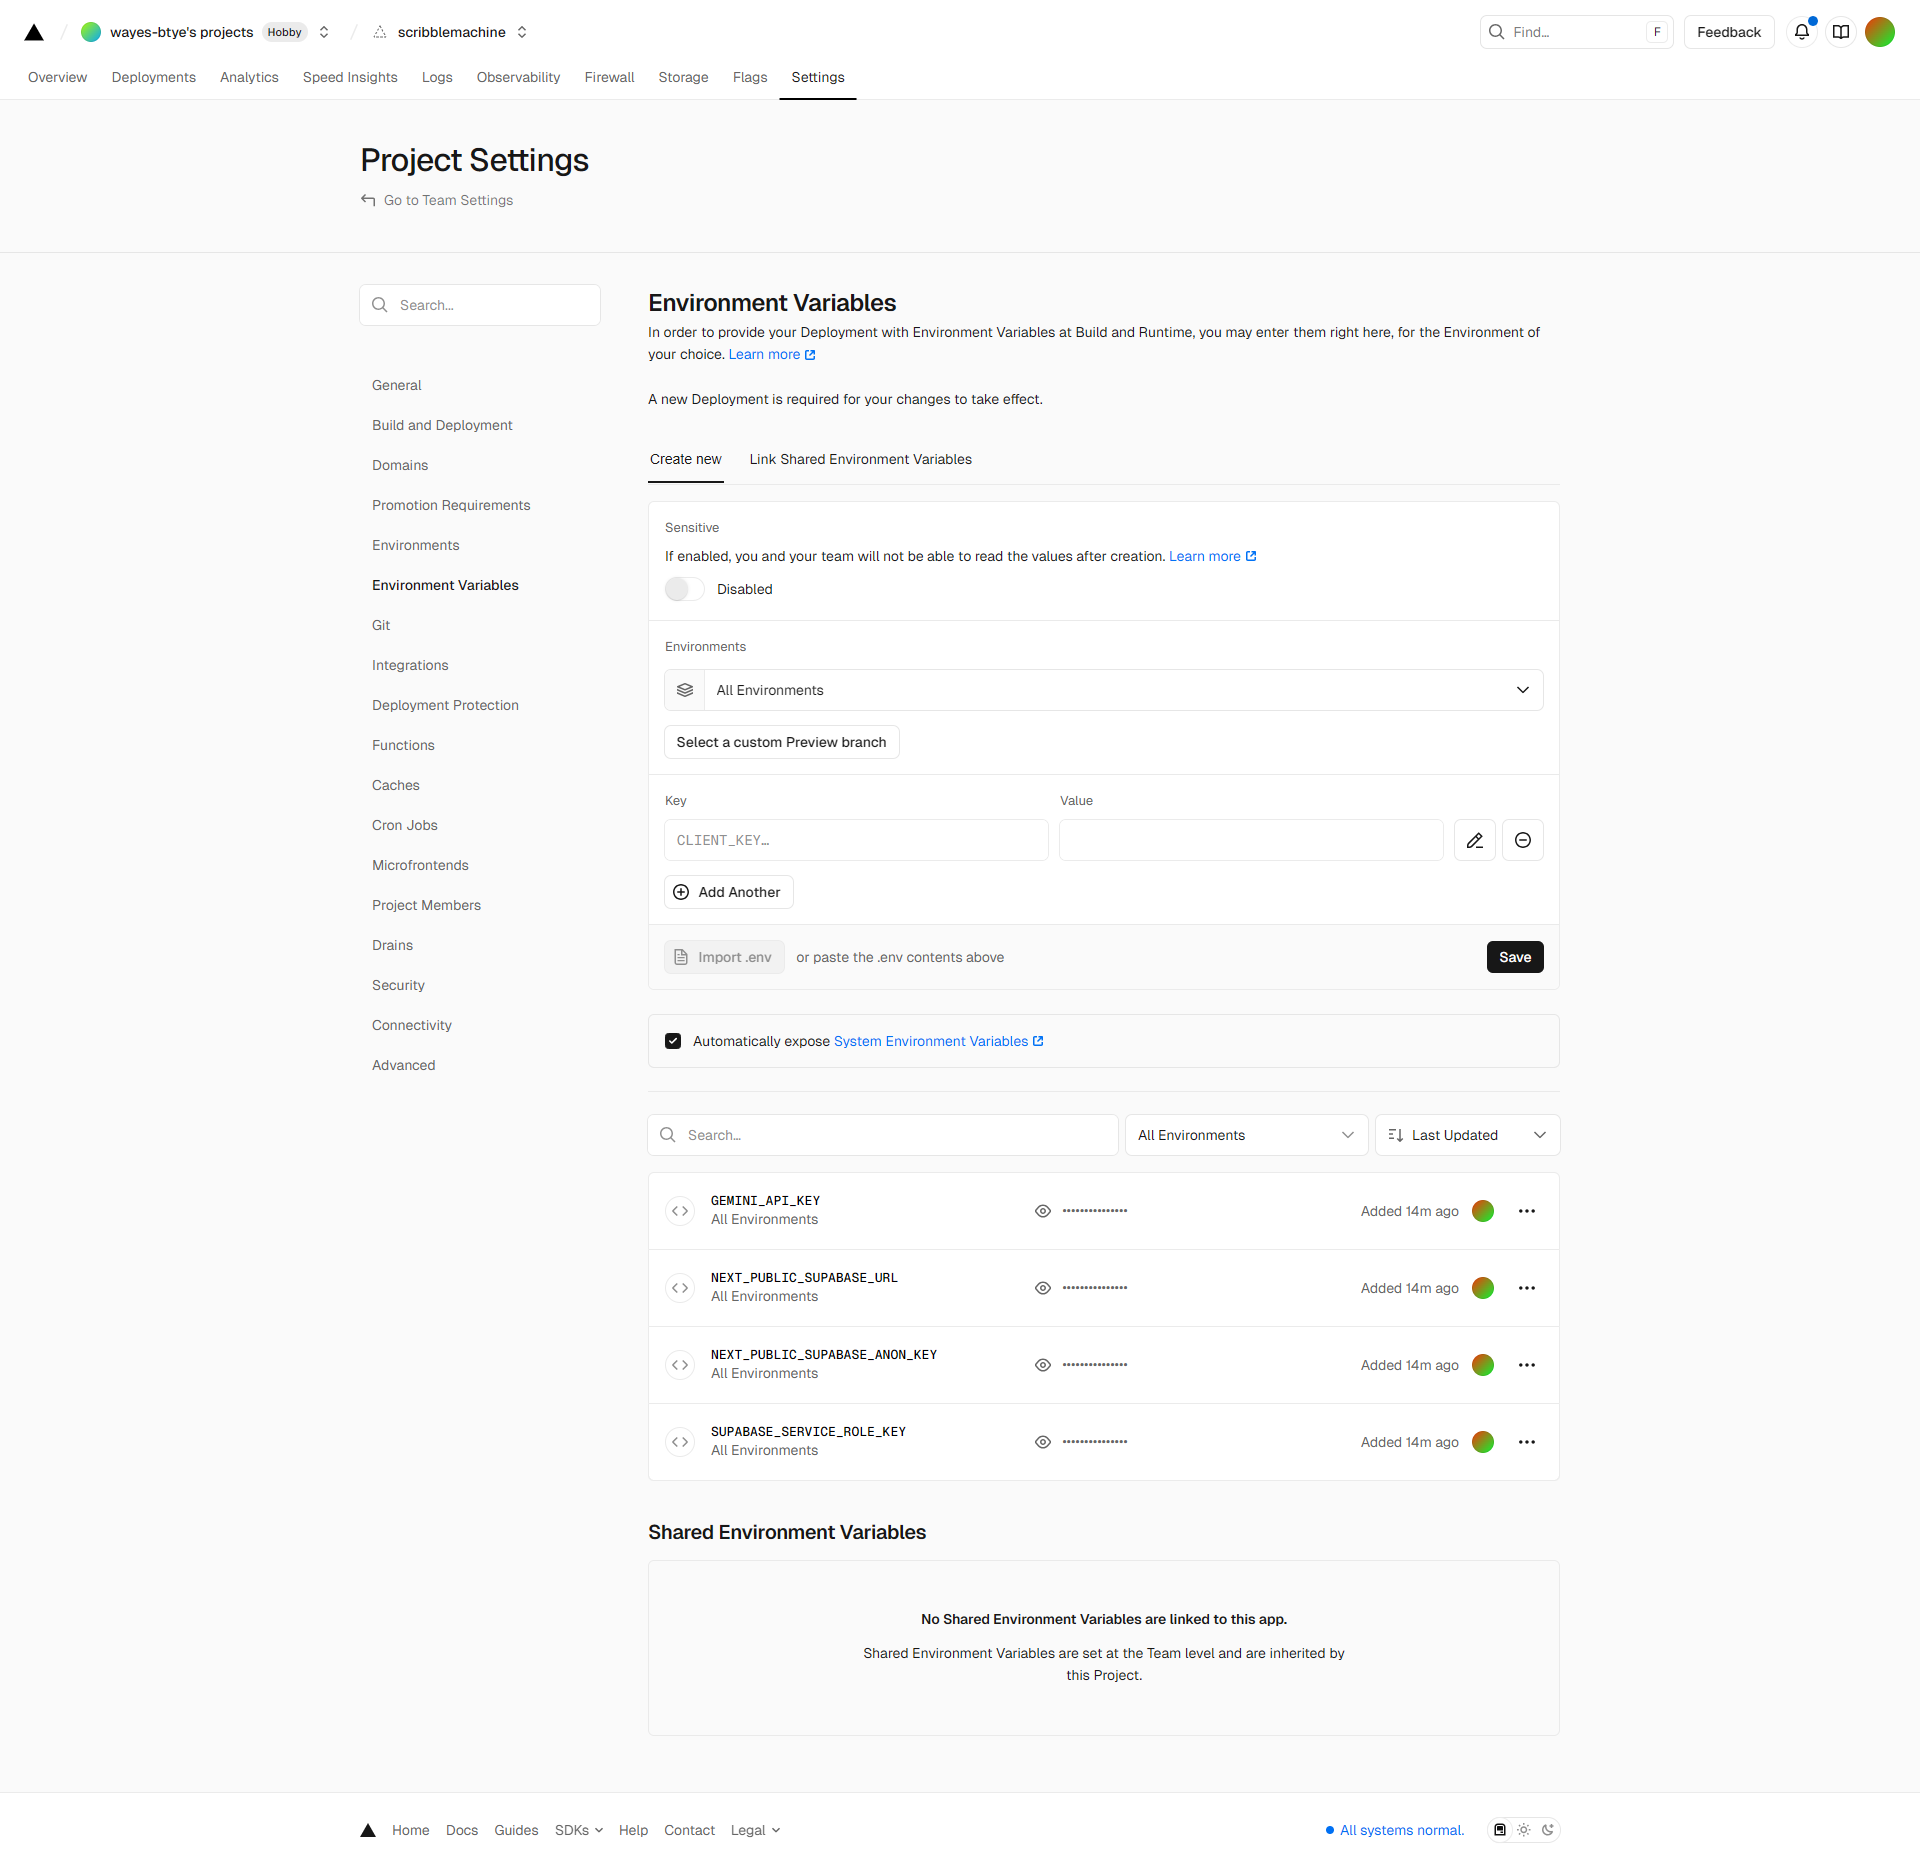 wayes-btye's projects Hobby scribblemachine
Find... F Feedback
Overview Deployments Analytics Speed Insights Logs Observability Firewall Storage Flags Settings
Project Settings
Go to Team Settings
Search...
General
Build and Deployment
Domains
Promotion Requirements
Environments
Environment Variables
Git
Integrations
Deployment Protection
Functions
Caches
Cron Jobs
Microfrontends
Project Members
Drains
Security
Connectivity
Advanced
Environment Variables
In order to provide your Deployment with Environment Variables at Build and Runtime, you may enter them right here, for the Environment of
your choice. Learn more
A new Deployment is required for your changes to take effect.
Create new Link Shared Environment Variables
Sensitive
If enabled, you and your team will not be able to read the values after creation. Learn more
Disabled
Environments
All Environments
Select a custom Preview branch
Key Value
CLIENT_KEY...
Add Another
Import .env or paste the .env contents above Save
Automatically expose System Environment Variables
Search... All Environments Last Updated
GEMINI_API_KEY
All Environments
••••••••••••••• Added 14m ago
NEXT_PUBLIC_SUPABASE_URL
All Environments
••••••••••••••• Added 14m ago
NEXT_PUBLIC_SUPABASE_ANON_KEY
All Environments
••••••••••••••• Added 14m ago
SUPABASE_SERVICE_ROLE_KEY
All Environments
••••••••••••••• Added 14m ago
Shared Environment Variables
No Shared Environment Variables are linked to this app.
Shared Environment Variables are set at the Team level and are inherited by
this Project.
Home Docs Guides SDKs Help Contact Legal All systems normal.